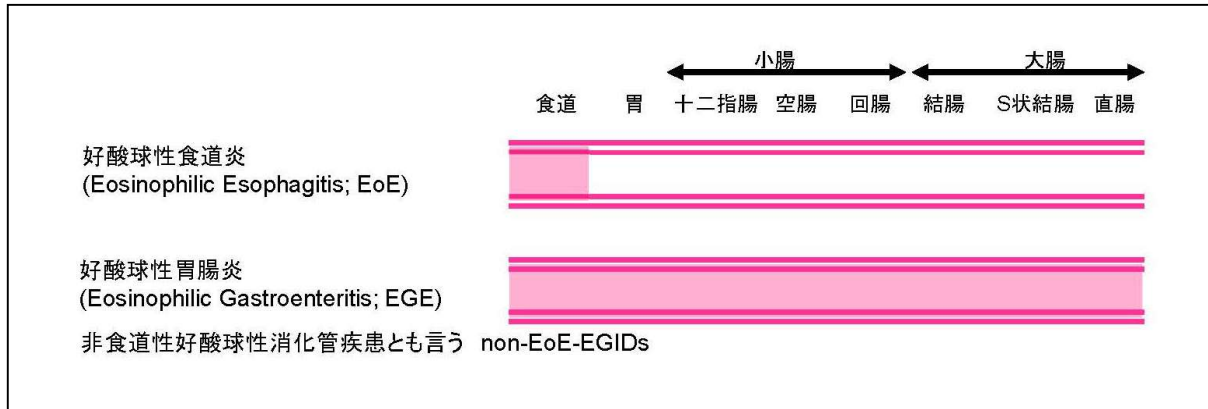 小腸 大腸
食道 胃 十二指腸 空腸 回腸 結腸 S状結腸 直腸
好酸球性食道炎
(Eosinophilic Esophagitis; EoE)
好酸球性胃腸炎
(Eosinophilic Gastroenteritis; EGE)
非食道性好酸球性消化管疾患とも言う non-EoE-EGIDs